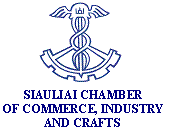 SIAULIAI CHAMBER
OF COMMERCE, INDUSTRY
AND CRAFTS